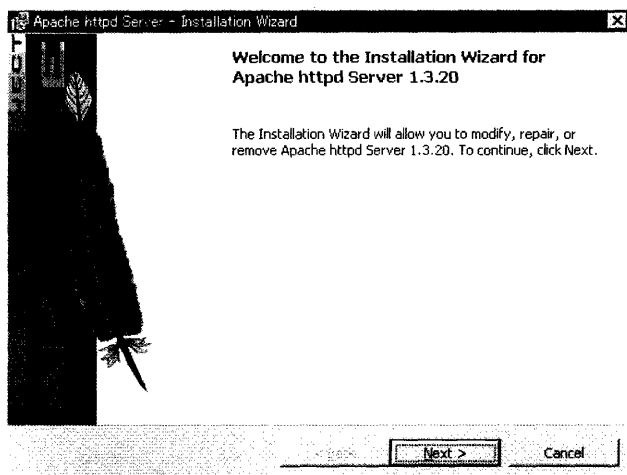 Apache httpd Server - Installation Wizard
Welcome to the Installation Wizard for
Apache httpd Server 1.3.20
The Installation Wizard will allow you to modify, repair, or
remove Apache httpd Server 1.3.20. To continue, click Next.
Next >
Cancel